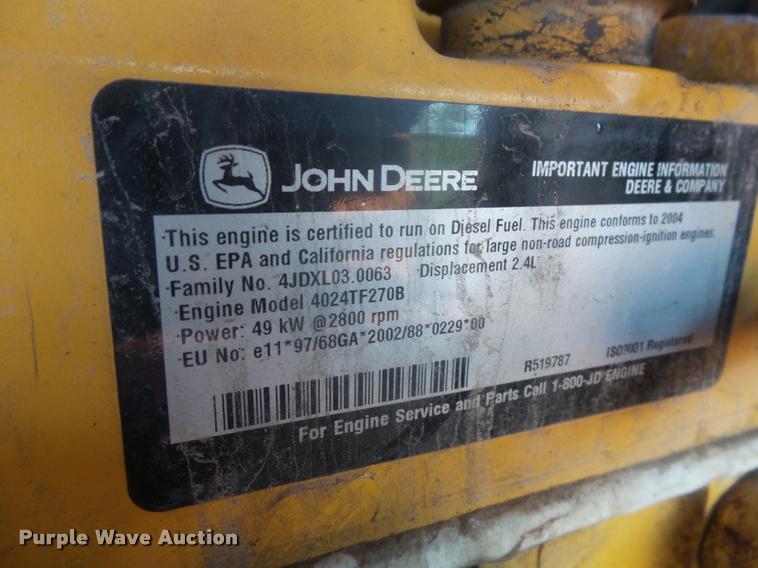 JOHN DEERE
IMPORTANT ENGINE INFORMATION
DEERE & COMPANY
This engine is certified to run on Diesel Fuel. This engine conforms to 2004
U.S. EPA and California regulations for large non-road compression-ignition engines.
Family No. 4JDXL03.0063 Displacement 2.4L
Engine Model 4024TF270B
Power: 49 kW @2800 rpm
EU No: e11*97/68GA*2002/88*0229*00
R519787 ISO9001 Registered
For Engine Service and Parts Call 1-800-JD ENGINE
Purple Wave Auction®